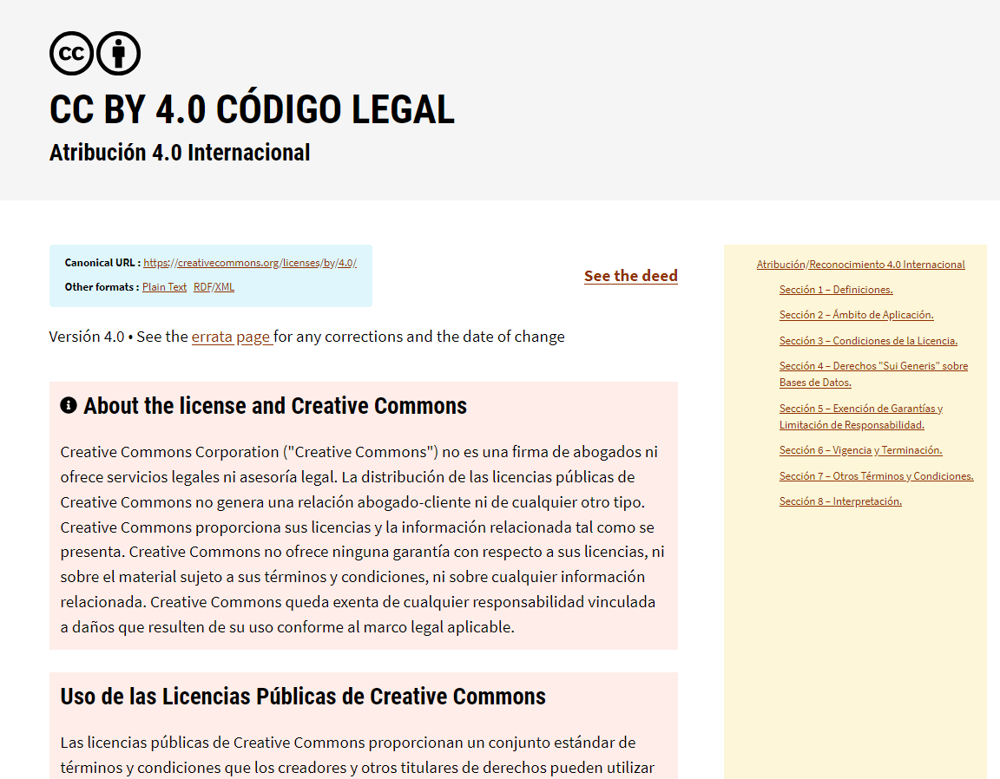 cc
CC BY 4.0 CÓDIGO LEGAL
Atribución 4.0 Internacional
Canonical URL : https://creativecommons.org/licenses/by/4.0/
Other formats : Plain Text RDF/XML
See the deed
Versión 4.0 • See the errata page for any corrections and the date of change
About the license and Creative Commons
Creative Commons Corporation ("Creative Commons") no es una firma de abogados ni
ofrece servicios legales ni asesoría legal. La distribución de las licencias públicas de
Creative Commons no genera una relación abogado-cliente ni de cualquier otro tipo.
Creative Commons proporciona sus licencias y la información relacionada tal como se
presenta. Creative Commons no ofrece ninguna garantía con respecto a sus licencias, ni
sobre el material sujeto a sus términos y condiciones, ni sobre cualquier información
relacionada. Creative Commons queda exenta de cualquier responsabilidad vinculada
a daños que resulten de su uso conforme al marco legal aplicable.
Uso de las Licencias Públicas de Creative Commons
Las licencias públicas de Creative Commons proporcionan un conjunto estándar de
términos y condiciones que los creadores y otros titulares de derechos pueden utilizar
Atribución/Reconocimiento 4.0 Internacional
Sección 1 – Definiciones.
Sección 2 – Ámbito de Aplicación.
Sección 3 – Condiciones de la Licencia.
Sección 4 – Derechos "Sui Generis" sobre
Bases de Datos.
Sección 5 – Exención de Garantías y
Limitación de Responsabilidad.
Sección 6 – Vigencia y Terminación.
Sección 7 – Otros Términos y Condiciones.
Sección 8 – Interpretación.